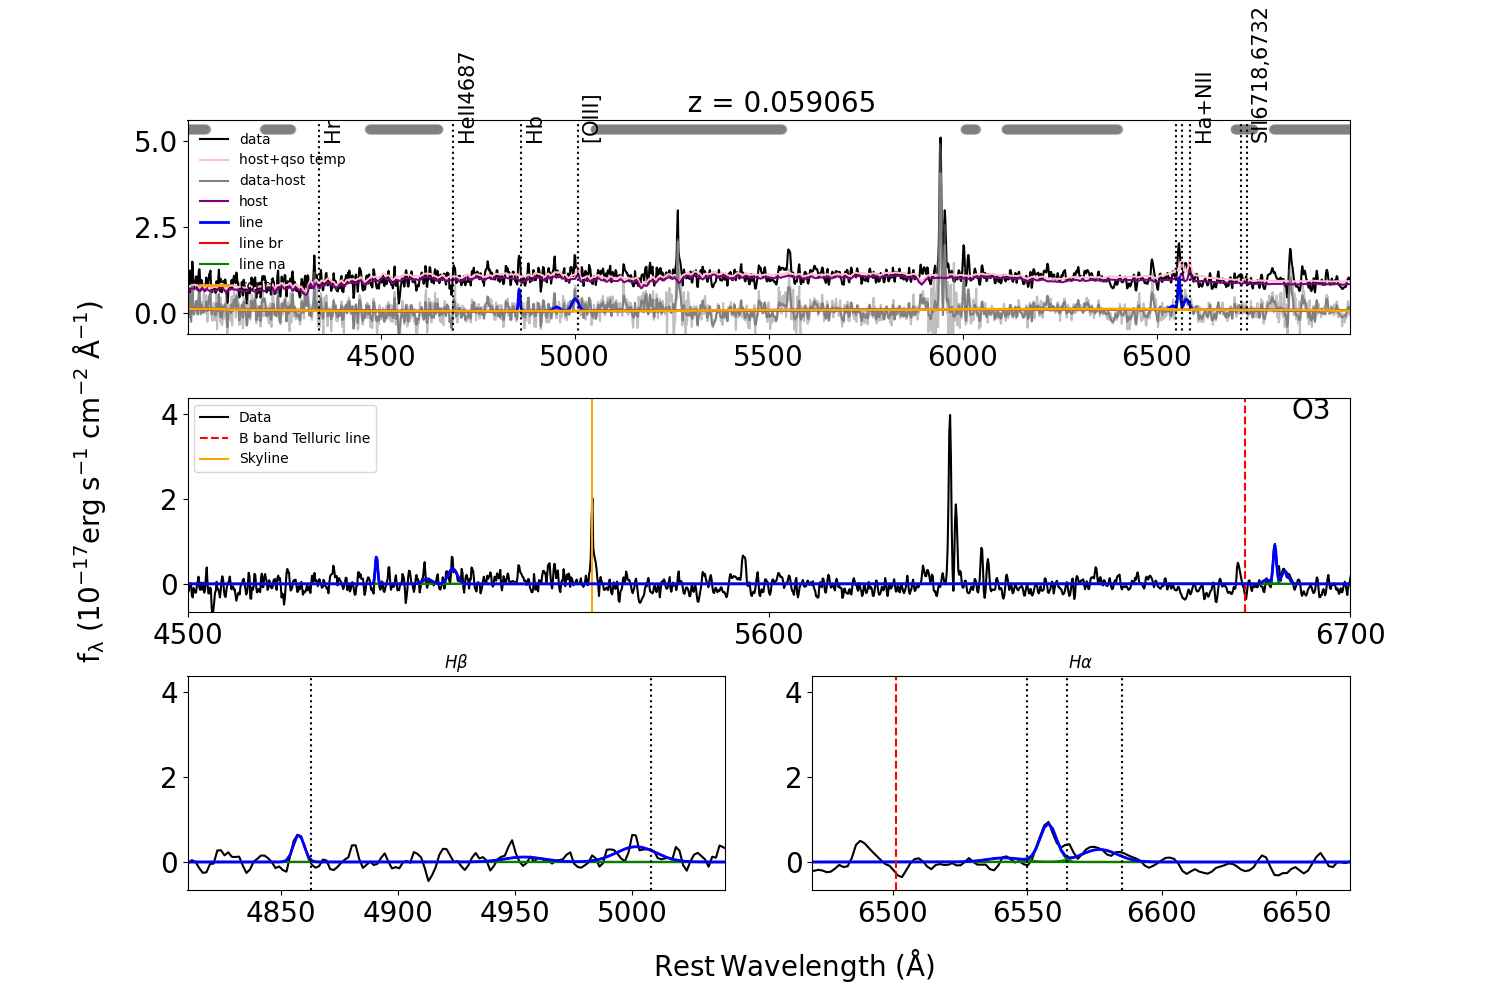 z = 0.059065
Hr
HeII4687
Hb
[OIII]
Ha+NII
SII6718,6732
data
host+qso temp
data-host
host
line
line br
line na
5.0
2.5
0.0
4500
5000
5500
6000
6500
Data
B band Telluric line
Skyline
O3
4
2
0
4500
5600
6700
fλ (10⁻¹⁷erg s⁻¹ cm⁻² Å⁻¹)
Hβ
4
2
0
4850
4900
4950
5000
Hα
4
2
0
6500
6550
6600
6650
Rest Wavelength (Å)